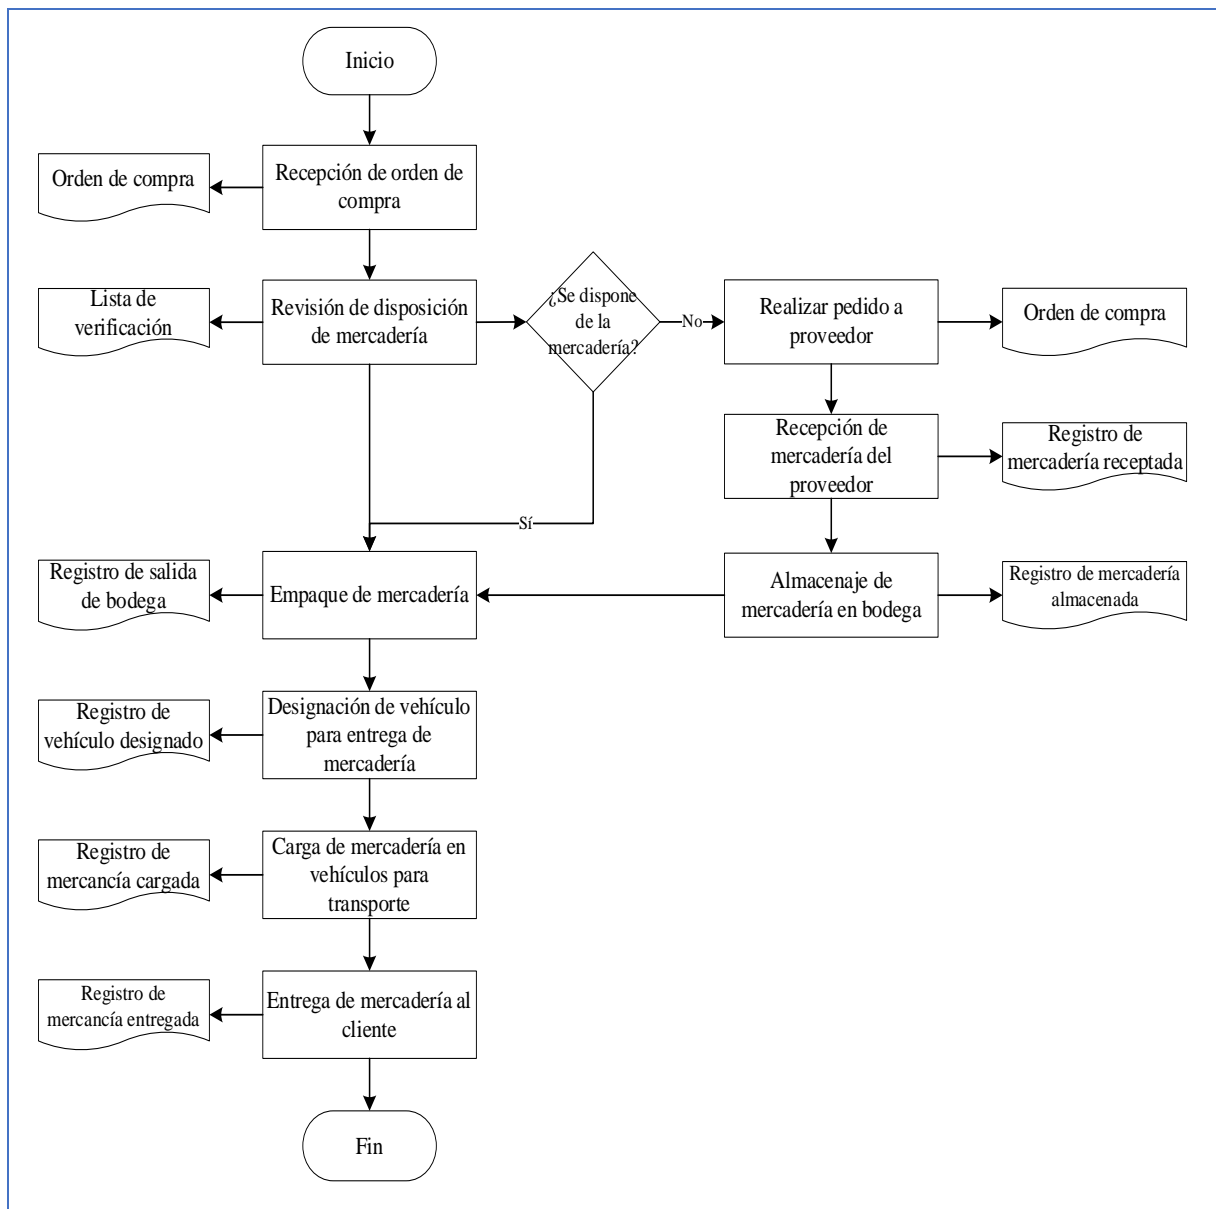 Inicio
Orden de compra
Recepción de orden de
compra
Lista de
verificación
Revisión de disposición
de mercadería
¿Se dispone
de la
mercadería?
No
Realizar pedido a
proveedor
Orden de compra
Recepción de
mercadería del
proveedor
Registro de
mercadería receptada
Sí
Registro de salida
de bodega
Empaque de mercadería
Almacenaje de
mercadería en bodega
Registro de mercadería
almacenada
Registro de
vehículo designado
Designación de vehículo
para entrega de
mercadería
Registro de
mercancía cargada
Carga de mercadería en
vehículos para
transporte
Registro de
mercancía entregada
Entrega de mercadería al
cliente
Fin